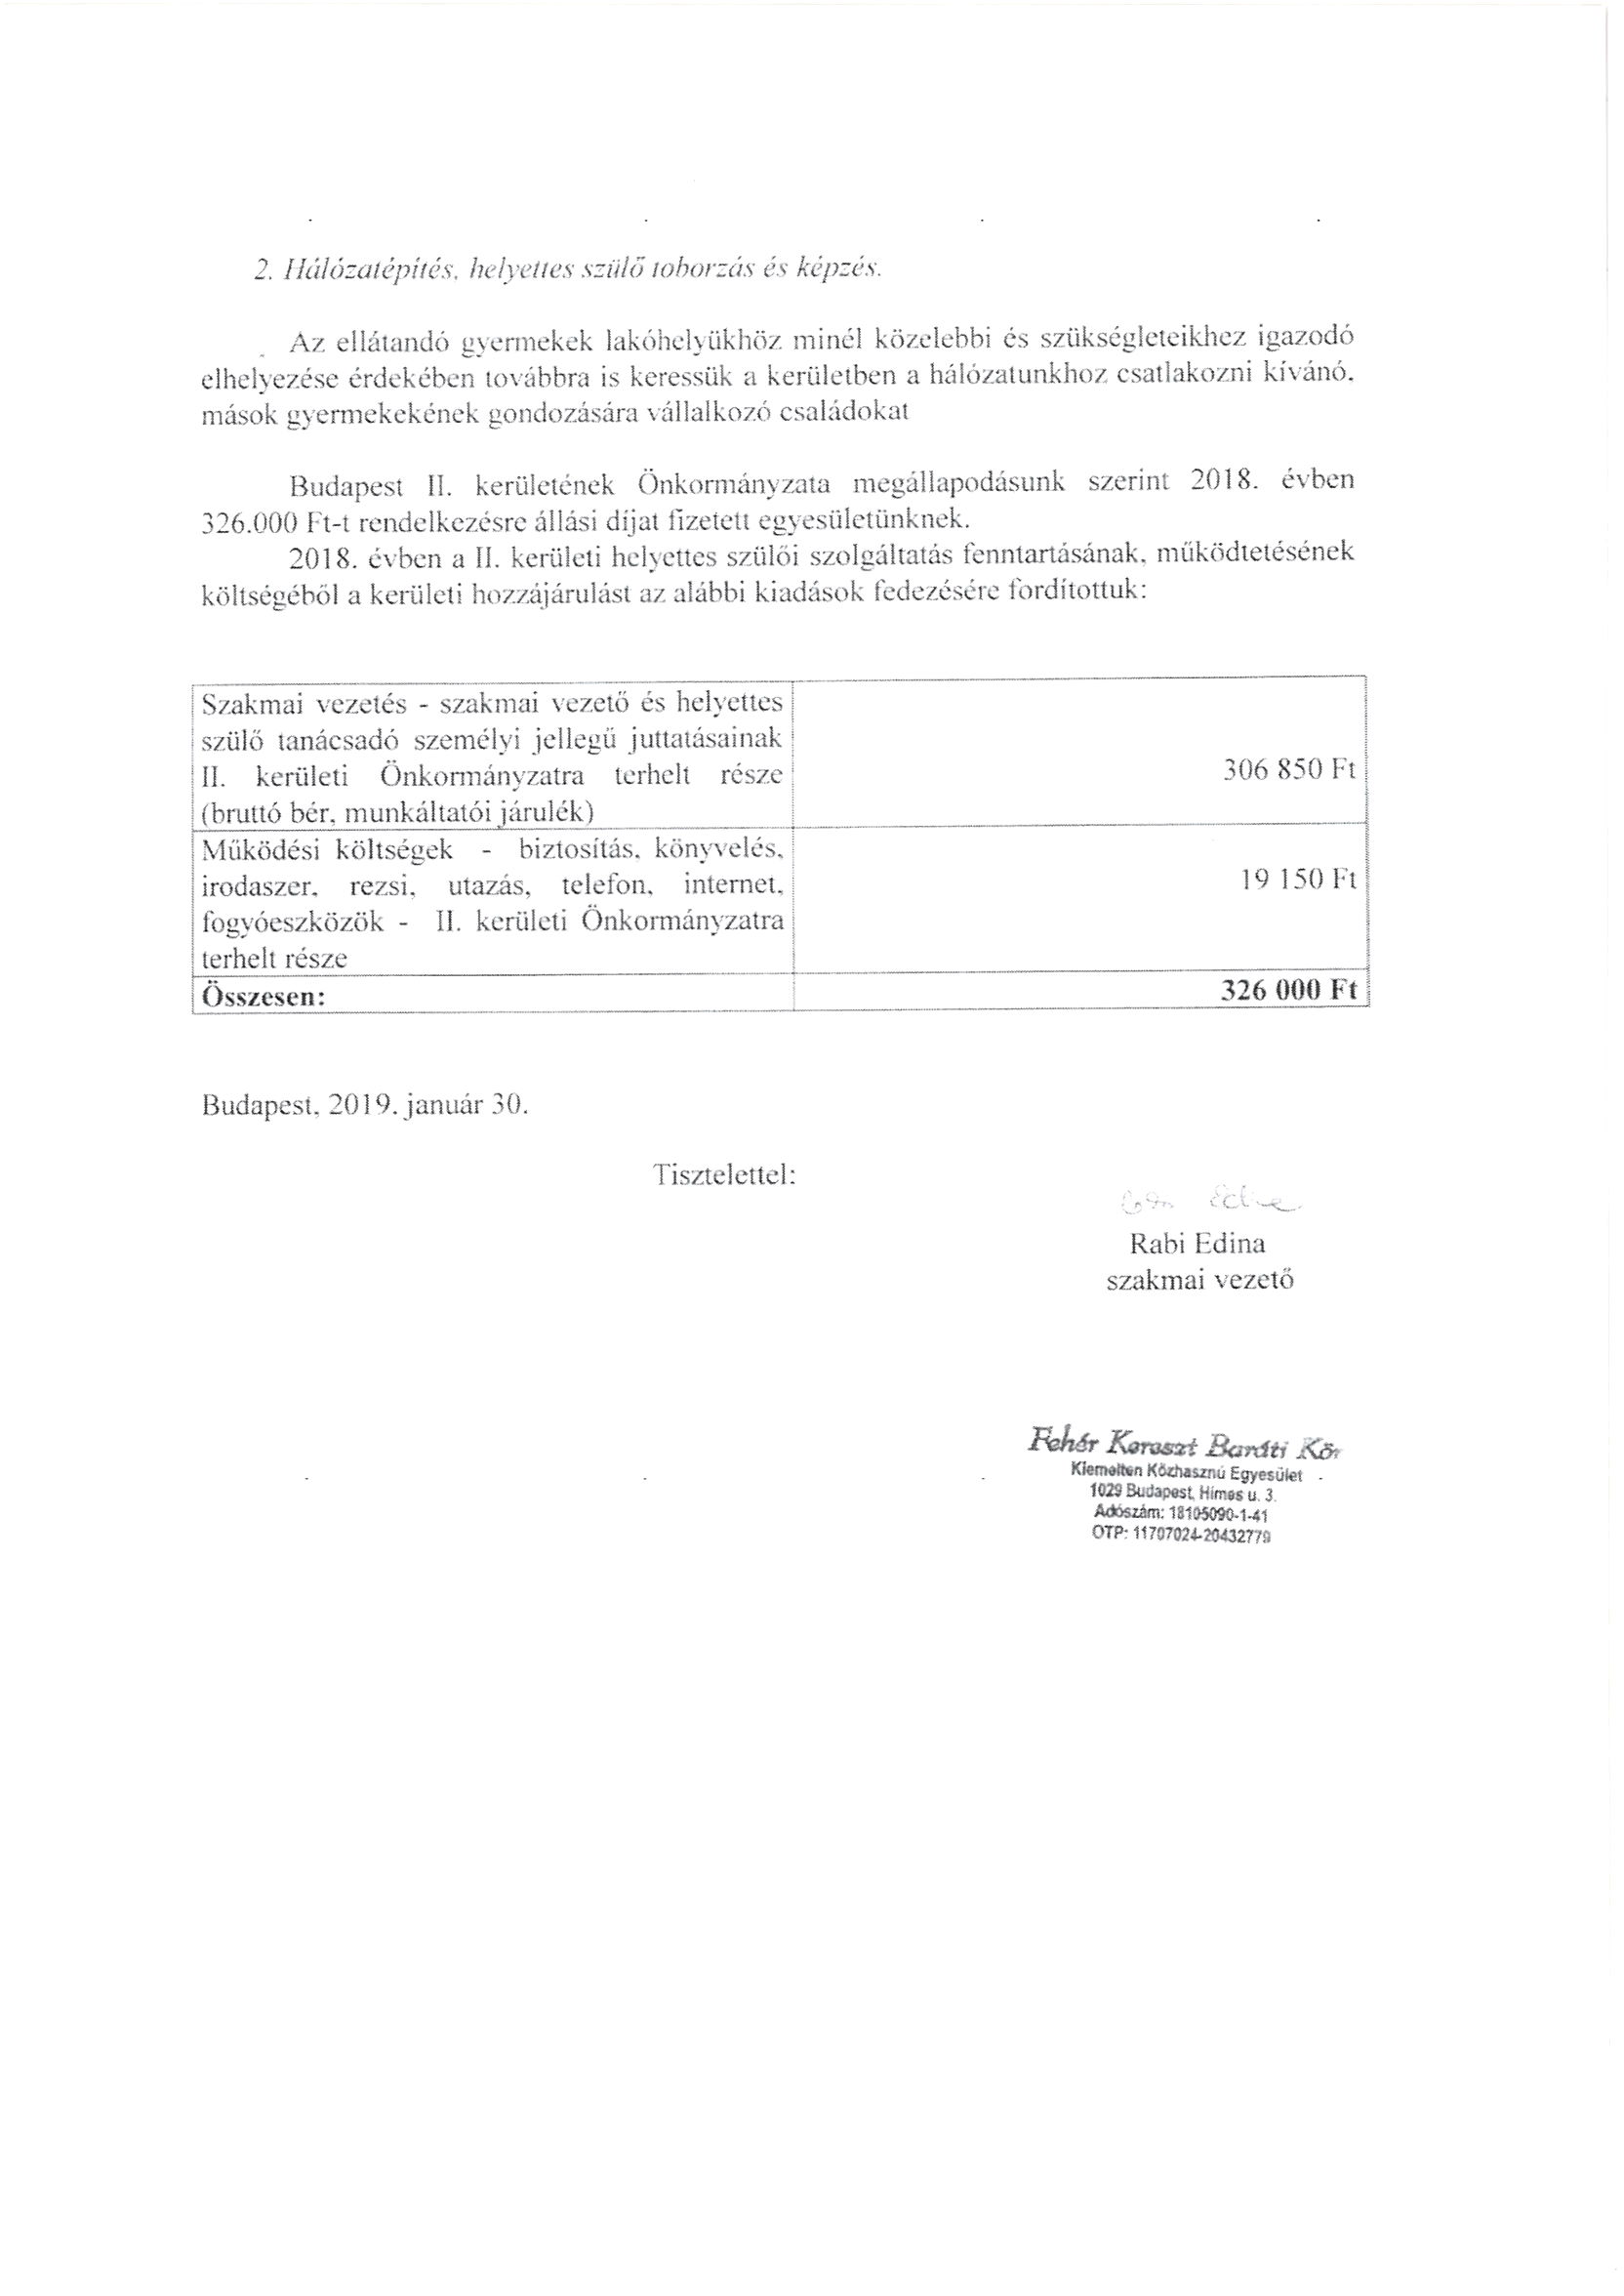 2. Hálózatépítés, helyettes szülő toborzás és képzés.
Az ellátandó gyermekek lakóhelyükhöz minél közelebbi és szükségleteikhez igazodó
elhelyezése érdekében továbbra is keressük a kerületben a hálózatunkhoz csatlakozni kívánó,
mások gyermekekének gondozására vállalkozó családokat
Budapest II. kerületének Önkormányzata megállapodásunk szerint 2018. évben
326.000 Ft-t rendelkezésre állási díjat fizetett egyesületünknek.
2018. évben a II. kerületi helyettes szülői szolgáltatás fenntartásának, működtetésének
költségéből a kerületi hozzájárulást az alábbi kiadások fedezésére fordítottuk:
Szakmai vezetés - szakmai vezető és helyettes
szülő tanácsadó személyi jellegű juttatásainak
II. kerületi Önkormányzatra terhelt része
(bruttó bér, munkáltatói járulék)
306 850 Ft
Működési költségek - biztosítás, könyvelés,
irodaszer, rezsi, utazás, telefon, internet,
fogyóeszközök - II. kerületi Önkormányzatra
terhelt része
19 150 Ft
Összesen:
326 000 Ft
Budapest, 2019. január 30.
Tisztelettel:
Rabi Edina
szakmai vezető
Fehér Kereszt Baráti Kör
Kiemelten Közhasznú Egyesület
1029 Budapest, Hímes u. 3.
Adószám: 18105090-1-41
OTP: 11707024-20432779